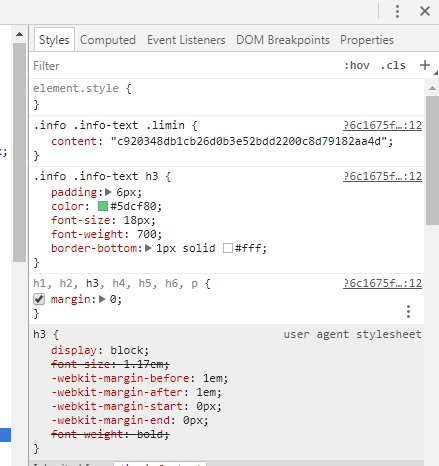 Styles Computed Event Listeners DOM Breakpoints Properties
Filter :hov .cls +
element.style {
}
.info .info-text .limin { ?6c1675f…:12
content: "c920348db1cb26d0b3e52bdd2200c8d79182aa4d";
}
.info .info-text h3 { ?6c1675f…:12
padding: 6px;
color: #5dcf80;
font-size: 18px;
font-weight: 700;
border-bottom: 1px solid #fff;
}
h1, h2, h3, h4, h5, h6, p { ?6c1675f…:12
margin: 0;
}
h3 { user agent stylesheet
display: block;
font-size: 1.17em;
-webkit-margin-before: 1em;
-webkit-margin-after: 1em;
-webkit-margin-start: 0px;
-webkit-margin-end: 0px;
font-weight: bold;
}